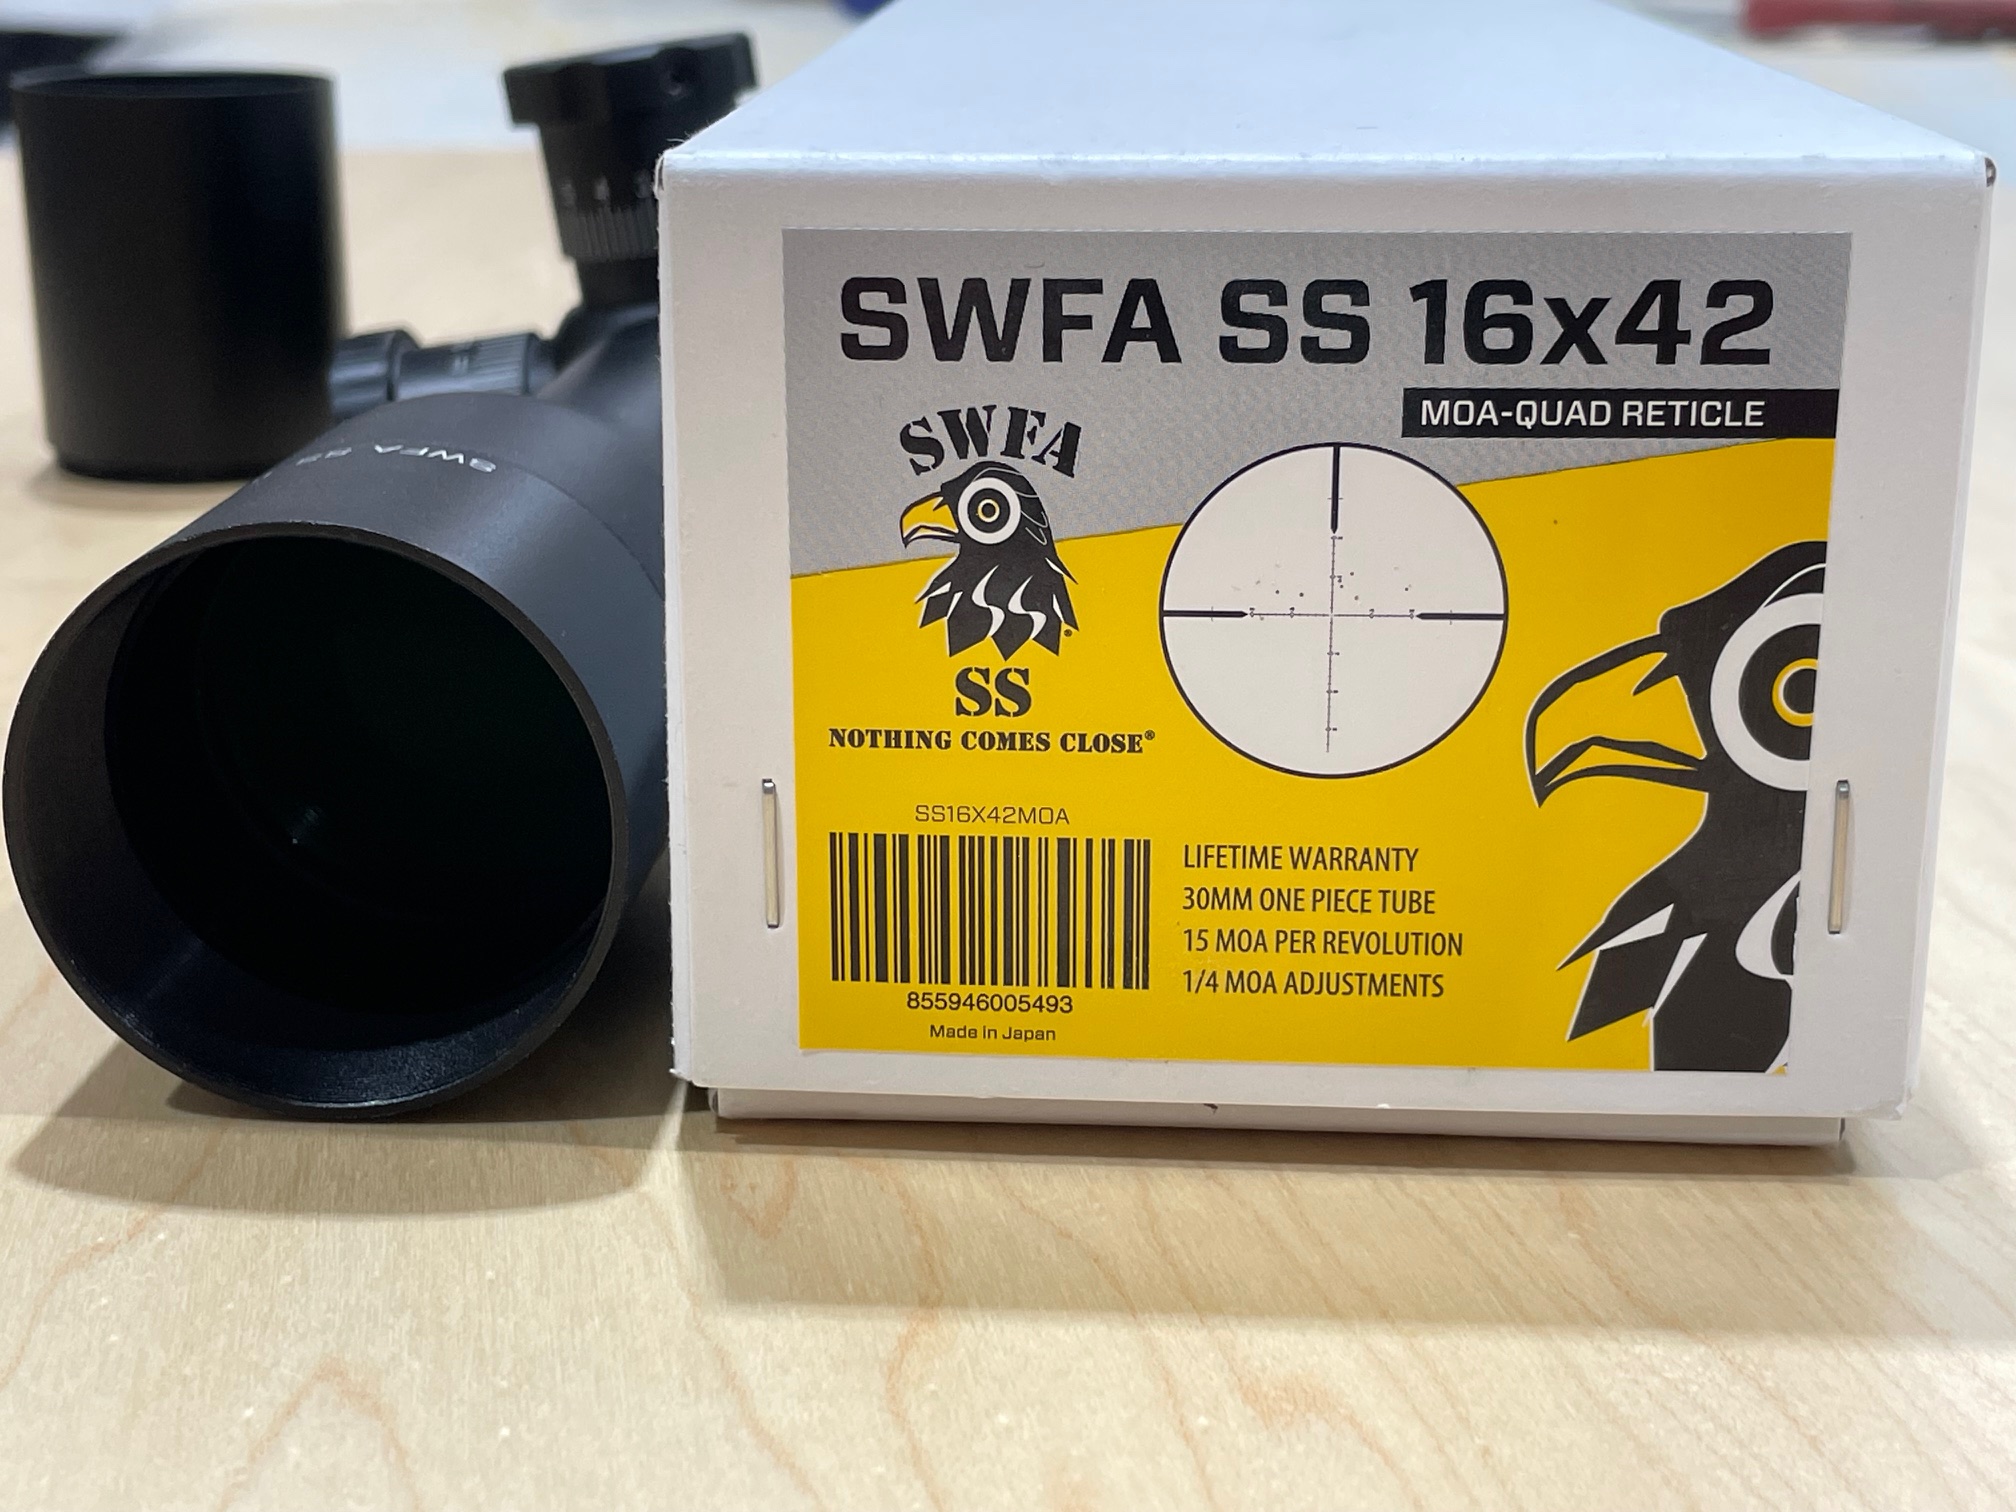 SWFA SS 16x42
MOA-QUAD RETICLE
SWFA
SS
SS
NOTHING COMES CLOSE®
SS16X42MOA
855946005493
Made in Japan
LIFETIME WARRANTY
30MM ONE PIECE TUBE
15 MOA PER REVOLUTION
1/4 MOA ADJUSTMENTS
SWFA SS